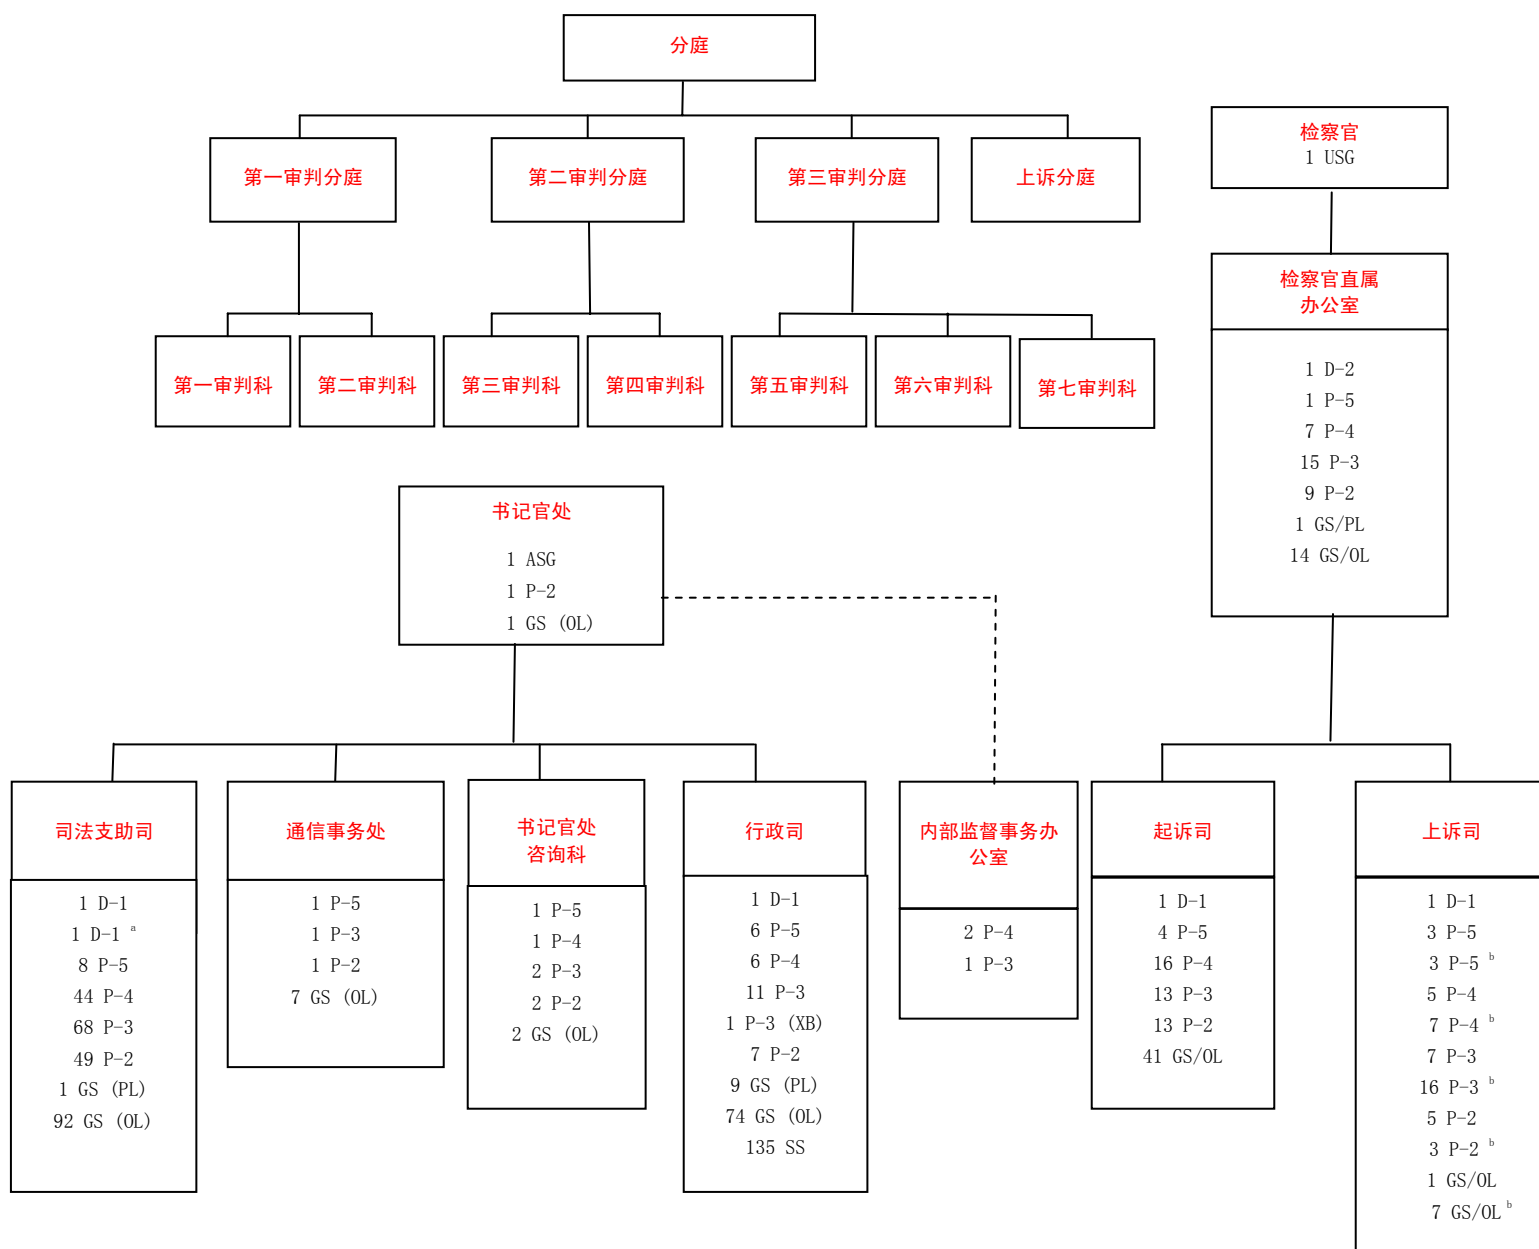 分庭
第一审判分庭
第二审判分庭
第三审判分庭
上诉分庭
第一审判科
第二审判科
第三审判科
第四审判科
第五审判科
第六审判科
第七审判科
检察官
1 USG
检察官直属
办公室
1 D-2
1 P-5
7 P-4
15 P-3
9 P-2
1 GS/PL
14 GS/OL
书记官处
1 ASG
1 P-2
1 GS (OL)
司法支助司
1 D-1
1 D-1 a
8 P-5
44 P-4
68 P-3
49 P-2
1 GS (PL)
92 GS (OL)
通信事务处
1 P-5
1 P-3
1 P-2
7 GS (OL)
书记官处
咨询科
1 P-5
1 P-4
2 P-3
2 P-2
2 GS (OL)
行政司
1 D-1
6 P-5
6 P-4
11 P-3
1 P-3 (XB)
7 P-2
9 GS (PL)
74 GS (OL)
135 SS
内部监督事务办
公室
2 P-4
1 P-3
起诉司
1 D-1
4 P-5
16 P-4
13 P-3
13 P-2
41 GS/OL
上诉司
1 D-1
3 P-5
3 P-5 b
5 P-4
7 P-4 b
7 P-3
16 P-3 b
5 P-2
3 P-2 b
1 GS/OL
7 GS/OL b